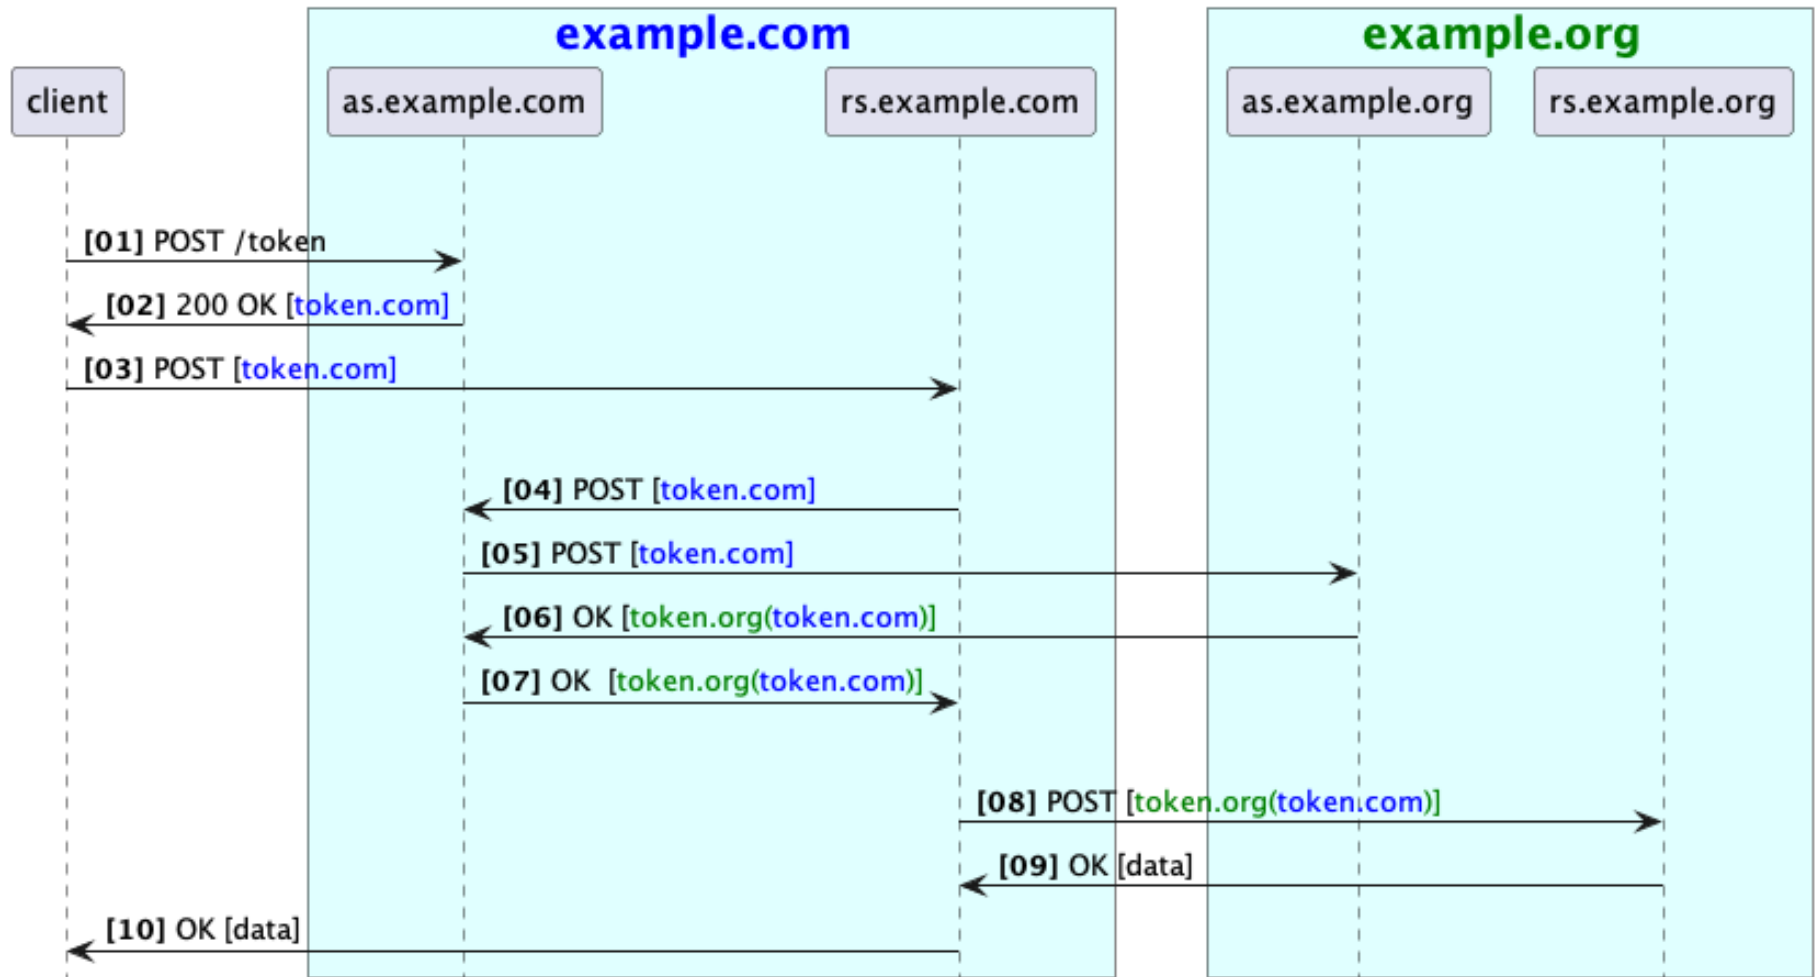 example.com
example.org
client
as.example.com
rs.example.com
as.example.org
rs.example.org
[01] POST /token
[02] 200 OK [token.com]
[03] POST [token.com]
[04] POST [token.com]
[05] POST [token.com]
[06] OK [token.org(token.com)]
[07] OK  [token.org(token.com)]
[08] POST [token.org(token.com)]
[09] OK [data]
[10] OK [data]